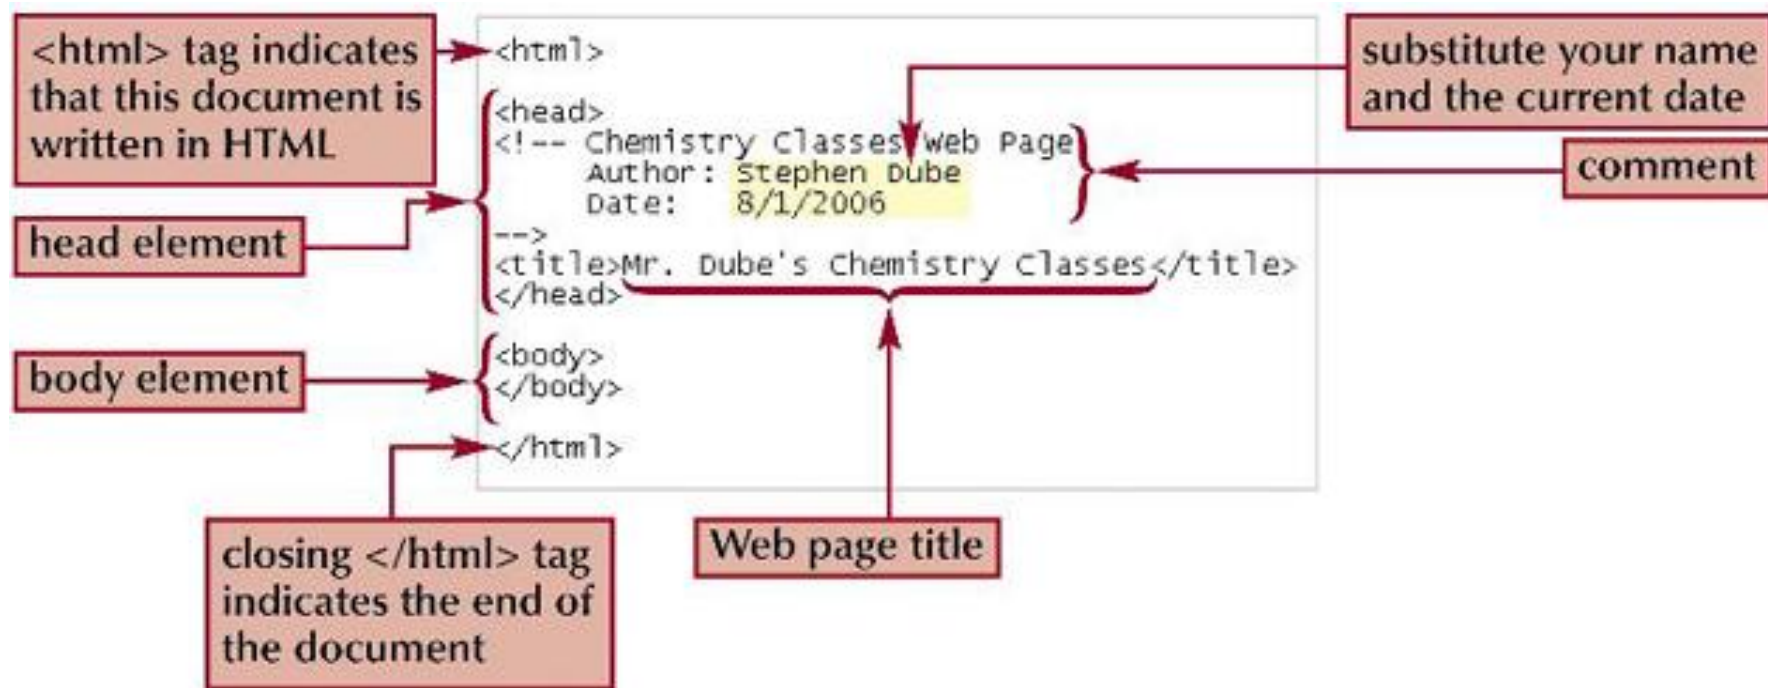 <html> tag indicates
that this document is
written in HTML
head element
body element
closing </html> tag
indicates the end of
the document
<html>
<head>
<!-- Chemistry Classes Web Page
Author: Stephen Dube
Date: 8/1/2006
-->
<title>Mr. Dube's Chemistry Classes</title>
</head>
<body>
</body>
</html>
Web page title
substitute your name
and the current date
comment